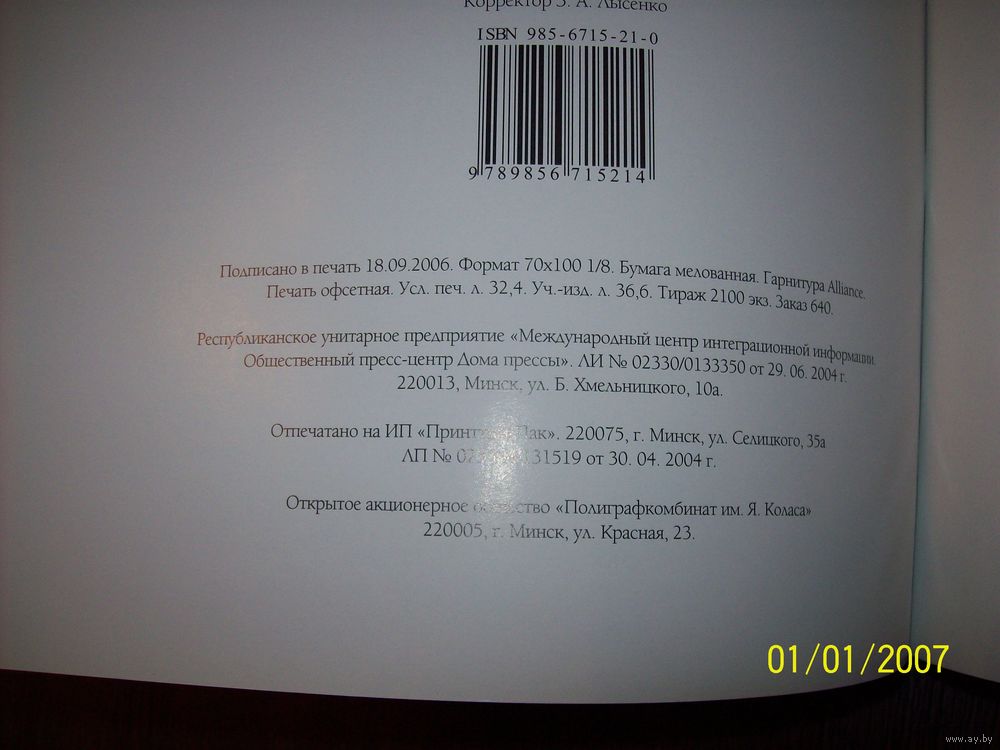 Корректор З. А. Лысенко
ISBN 985-6715-21-0
9 789856 715214
Подписано в печать 18.09.2006. Формат 70x100 1/8. Бумага мелованная. Гарнитура Alliance.
Печать офсетная. Усл. печ. л. 32,4. Уч.-изд. л. 36,6. Тираж 2100 экз. Заказ 640.
Республиканское унитарное предприятие «Международный центр интеграционной информации.
Общественный пресс-центр Дома прессы». ЛИ № 02330/0133350 от 29. 06. 2004 г.
220013, Минск, ул. Б. Хмельницкого, 10а.
Отпечатано на ИП «Пак». 220075, г. Минск, ул. Селицкого, 35а
ЛП № от 30. 04. 2004 г.
Открытое акционерное общество «Полиграфкомбинат им. Я. Коласа»
220005, г. Минск, ул. Красная, 23.
01/01/2007
www.ay.by